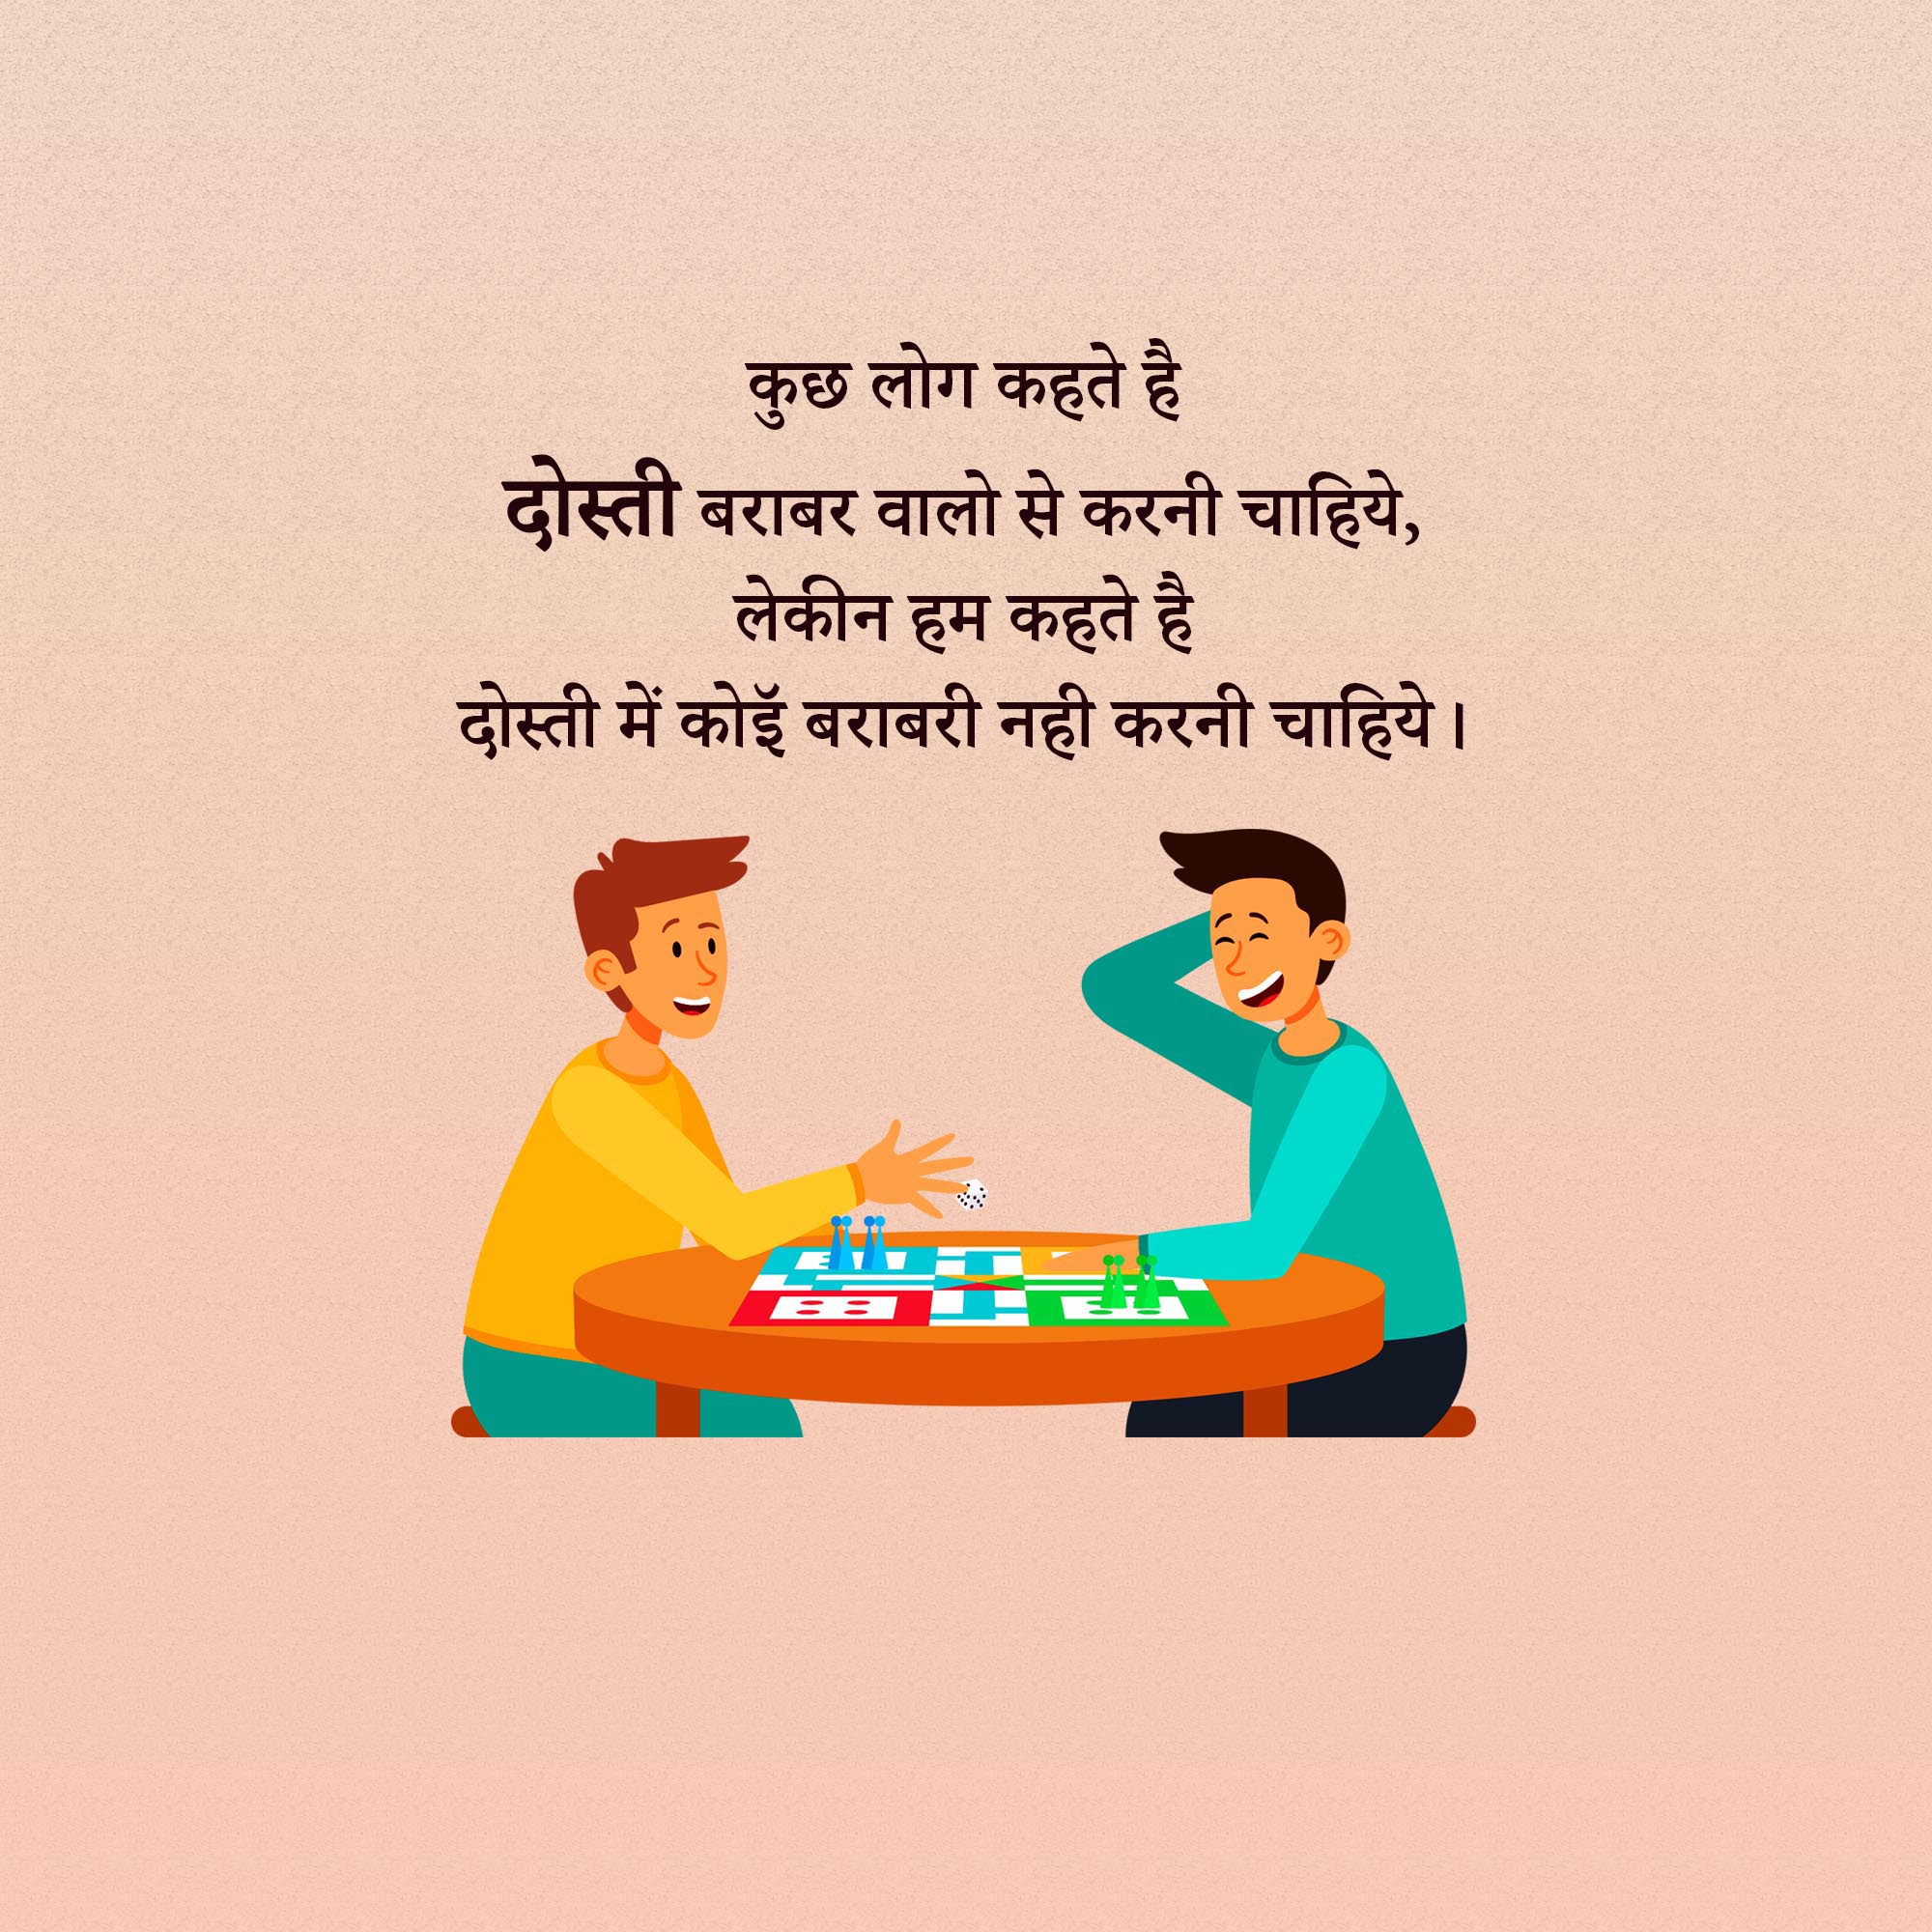 कुछ लोग कहते है
दोस्ती बराबर वालो से करनी चाहिये,
लेकीन हम कहते है
दोस्ती में कोइॅ बराबरी नही करनी चाहिये।